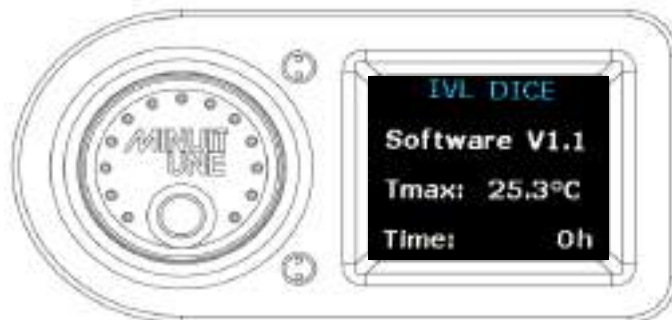 MINUIT
UNE
IVL DICE
Software V1.1
Tmax: 25.3°C
Time: 0h